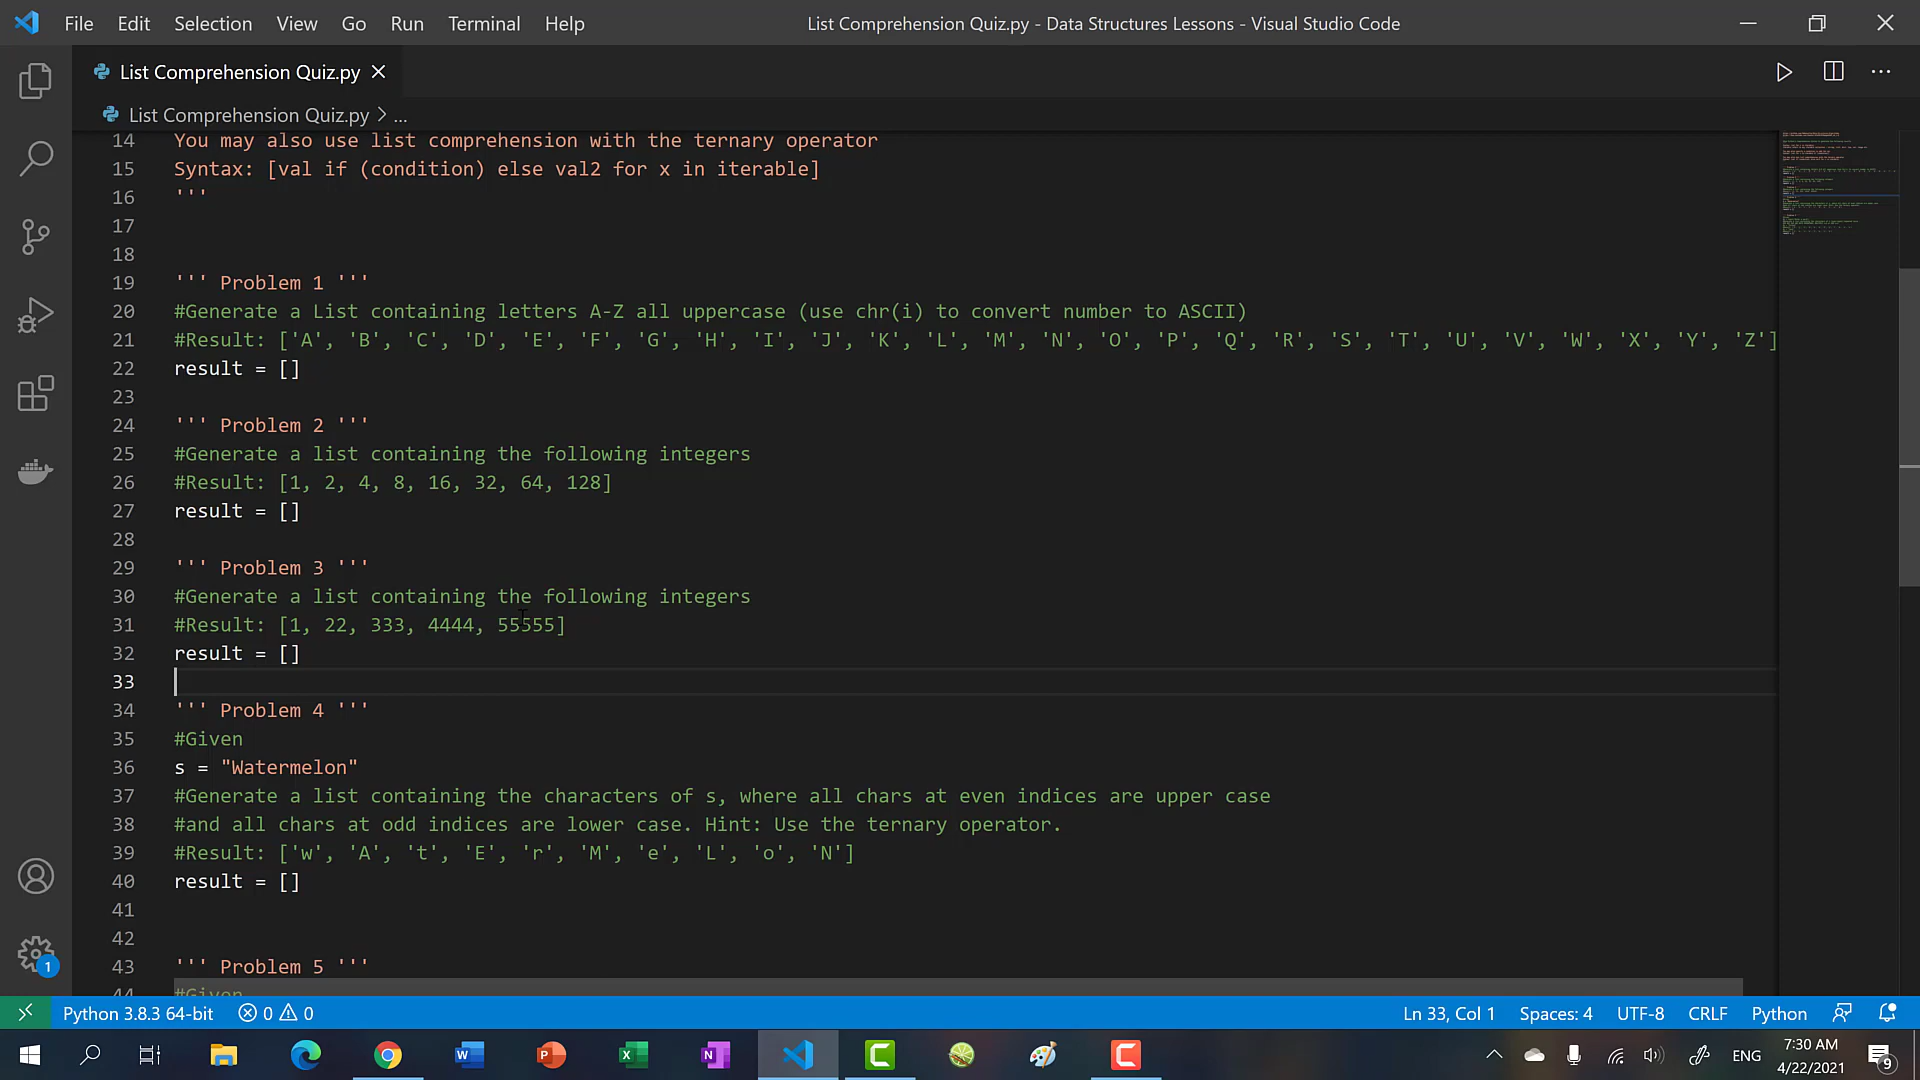 File Edit Selection View Go Run Terminal Help
List Comprehension Quiz.py - Data Structures Lessons - Visual Studio Code
List Comprehension Quiz.py
List Comprehension Quiz.py > ...
14 You may also use list comprehension with the ternary operator
15 Syntax: [val if (condition) else val2 for x in iterable]
16 '''
17
18
19 ''' Problem 1 '''
20 #Generate a List containing letters A-Z all uppercase (use chr(i) to convert number to ASCII)
21 #Result: ['A', 'B', 'C', 'D', 'E', 'F', 'G', 'H', 'I', 'J', 'K', 'L', 'M', 'N', 'O', 'P', 'Q', 'R', 'S', 'T', 'U', 'V', 'W', 'X', 'Y', 'Z']
22 result = []
23
24 ''' Problem 2 '''
25 #Generate a list containing the following integers
26 #Result: [1, 2, 4, 8, 16, 32, 64, 128]
27 result = []
28
29 ''' Problem 3 '''
30 #Generate a list containing the following integers
31 #Result: [1, 22, 333, 4444, 55555]
32 result = []
33
34 ''' Problem 4 '''
35 #Given
36 s = "Watermelon"
37 #Generate a list containing the characters of s, where all chars at even indices are upper case
38 #and all chars at odd indices are lower case. Hint: Use the ternary operator.
39 #Result: ['w', 'A', 't', 'E', 'r', 'M', 'e', 'L', 'o', 'N']
40 result = []
41
42
43 ''' Problem 5 '''
44 #Given
1
Python 3.8.3 64-bit 0 0 Ln 33, Col 1 Spaces: 4 UTF-8 CRLF Python
ENG
7:30 AM
4/22/2021
9